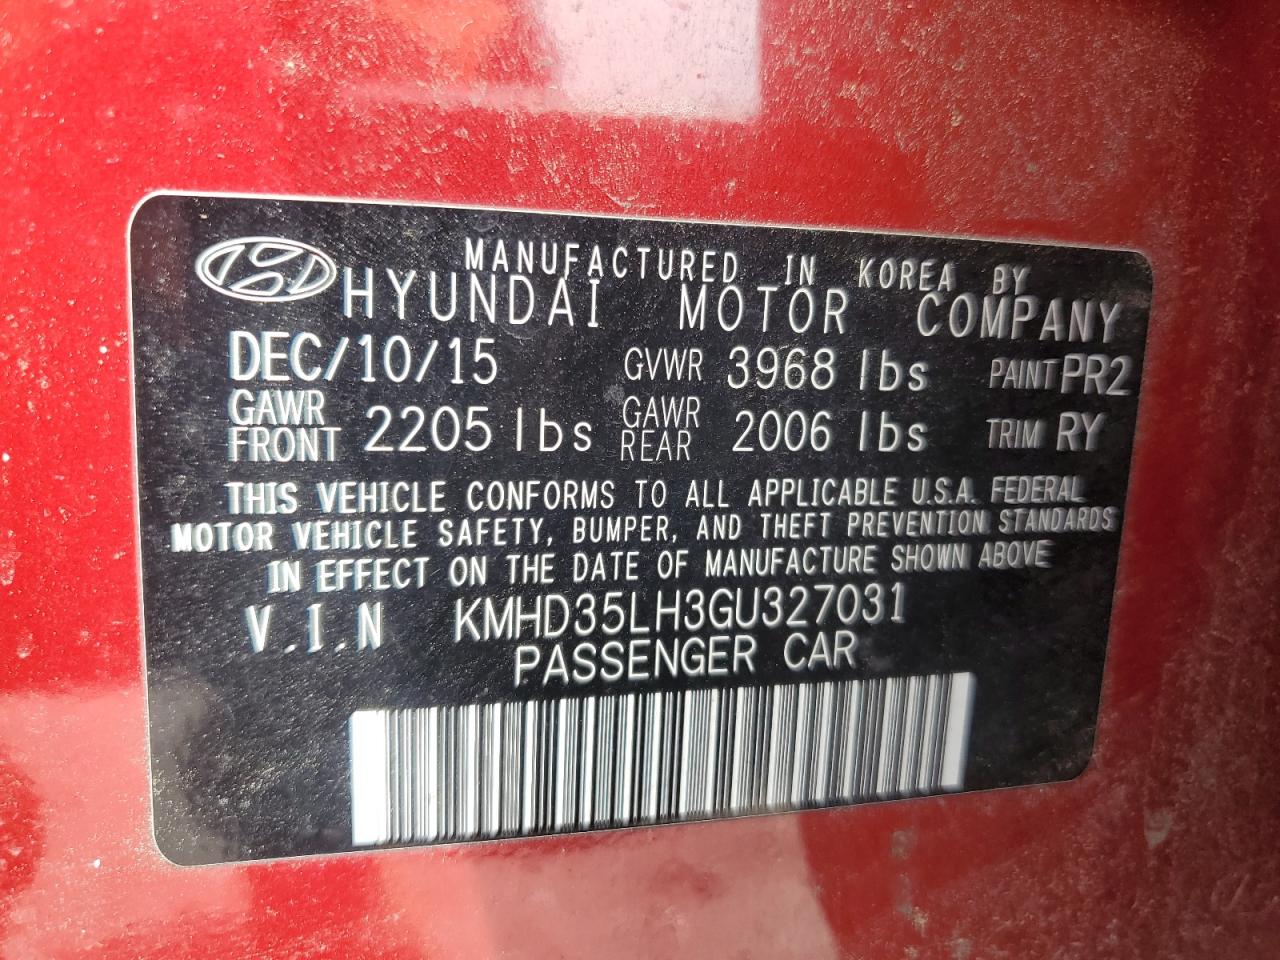 MANUFACTURED IN KOREA BY
HYUNDAI MOTOR COMPANY
DEC/10/15 GVWR 3968 lbs PAINT PR2
GAWR FRONT 2205 lbs GAWR REAR 2006 lbs TRIM RY
THIS VEHICLE CONFORMS TO ALL APPLICABLE U.S.A. FEDERAL
MOTOR VEHICLE SAFETY, BUMPER, AND THEFT PREVENTION STANDARDS
IN EFFECT ON THE DATE OF MANUFACTURE SHOWN ABOVE
V.I.N KMHD35LH3GU327031
PASSENGER CAR